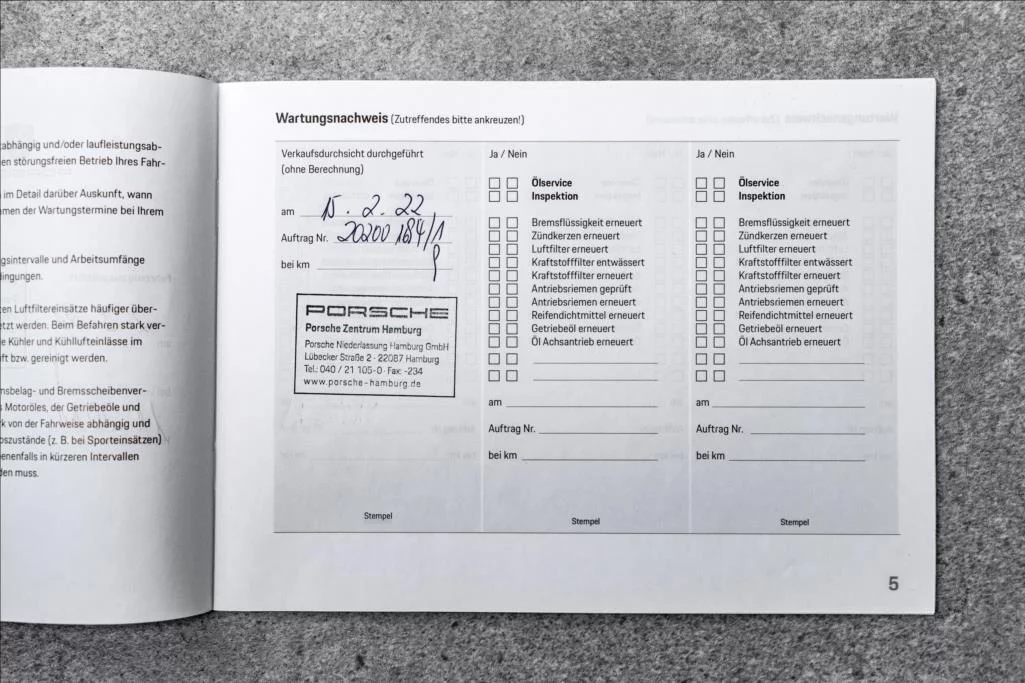 abhängig und/oder laufleistungsab-
en störungsfreien Betrieb Ihres Fahr-
im Detail darüber Auskunft, wann
men der Wartungstermine bei Ihrem
gsintervalle und Arbeitsumfänge
dingungen.
en Luftfiltereinsätze häufiger über-
etzt werden. Beim Befahren stark ver-
e Kühler und Kühllufteinlässe im
ft bzw. gereinigt werden.
nsbelag- und Bremsscheibenver-
s Motoröles, der Getriebeöle und
k von der Fahrweise abhängig und
oszustände (z. B. bei Sporteinsätzen)
enenfalls in kürzeren Intervallen
den muss.
Wartungsnachweis (Zutreffendes bitte ankreuzen!)
Verkaufsdurchsicht durchgeführt
(ohne Berechnung)
am 15.2.22
Auftrag Nr. 20200 1684/1
bei km
PORSCHE
Porsche Zentrum Hamburg
Porsche Niederlassung Hamburg GmbH
Lübecker Straße 2 · 22087 Hamburg
Tel.: 040 / 21 105-0 · Fax: -234
www.porsche-hamburg.de
Stempel
Ja / Nein
Ölservice
Inspektion
Bremsflüssigkeit erneuert
Zündkerzen erneuert
Luftfilter erneuert
Kraftstofffilter entwässert
Kraftstofffilter erneuert
Antriebsriemen geprüft
Antriebsriemen erneuert
Reifendichtmittel erneuert
Getriebeöl erneuert
Öl Achsantrieb erneuert
am
Auftrag Nr.
bei km
Stempel
Ja / Nein
Ölservice
Inspektion
Bremsflüssigkeit erneuert
Zündkerzen erneuert
Luftfilter erneuert
Kraftstofffilter entwässert
Kraftstofffilter erneuert
Antriebsriemen geprüft
Antriebsriemen erneuert
Reifendichtmittel erneuert
Getriebeöl erneuert
Öl Achsantrieb erneuert
am
Auftrag Nr.
bei km
Stempel
5